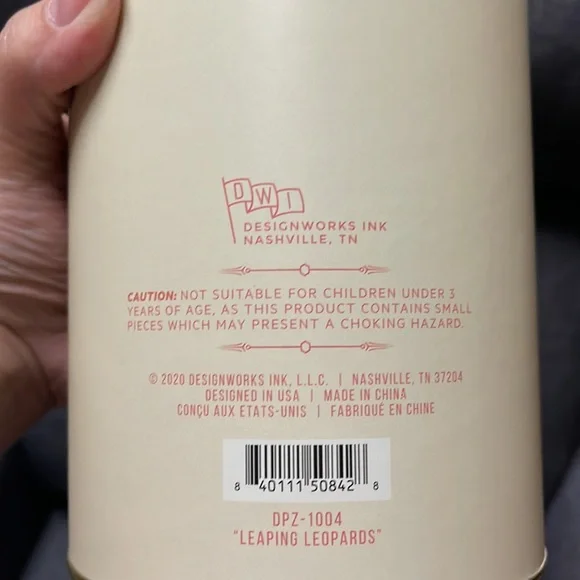 DWI
DESIGNWORKS INK
NASHVILLE, TN
CAUTION: NOT SUITABLE FOR CHILDREN UNDER 3
YEARS OF AGE, AS THIS PRODUCT CONTAINS SMALL
PIECES WHICH MAY PRESENT A CHOKING HAZARD.
© 2020 DESIGNWORKS INK, L.L.C. | NASHVILLE, TN 37204
DESIGNED IN USA | MADE IN CHINA
CONÇU AUX ETATS-UNIS | FABRIQUÉ EN CHINE
8 40111 50842 8
DPZ-1004
"LEAPING LEOPARDS"